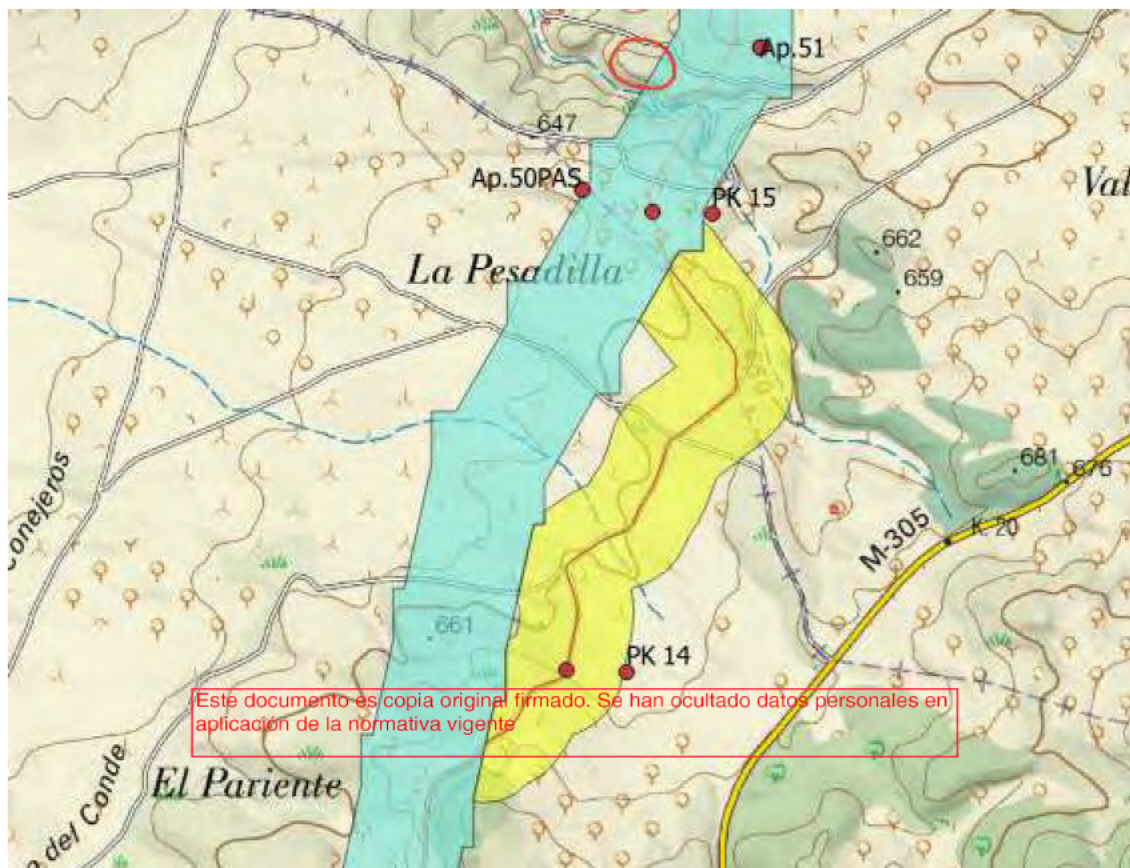 Ap.51
647
Ap.50PAS
PK 15
Val
662
659
La Pesadilla
681
676
Conejeros
K-20
M-305
661
PK 14
Este documento es copia original firmado. Se han ocultado datos personales en
aplicación de la normativa vigente
El Pariente
del Conde